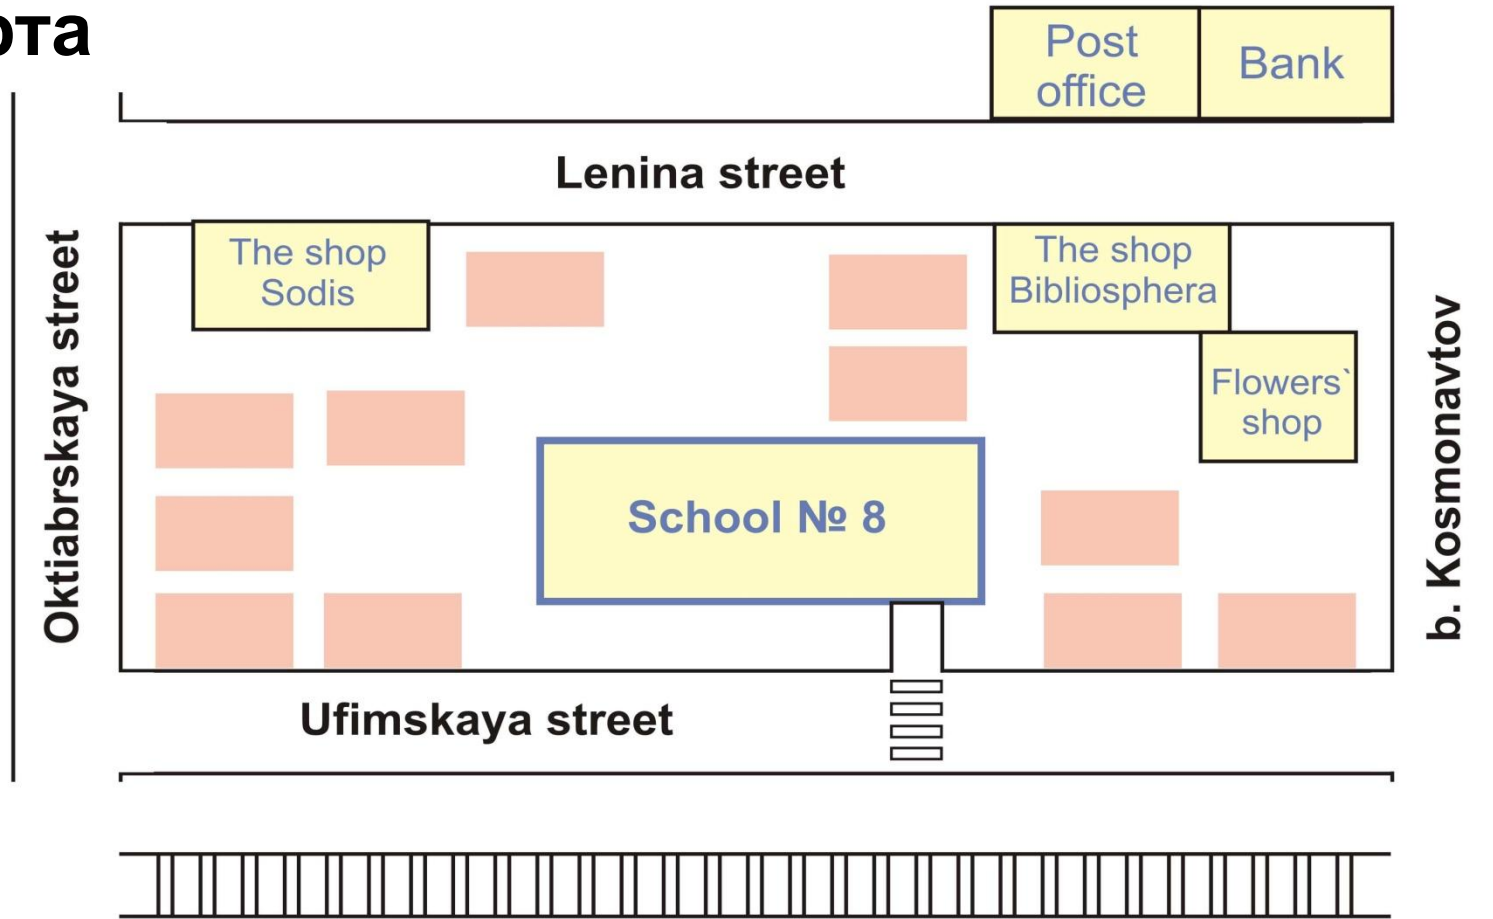 Post
office
Bank
Lenina street
The shop
Sodis
The shop
Bibliosphera
Flowers`
shop
Oktiabrskaya street
b. Kosmonavtov
School № 8
Ufimskaya street